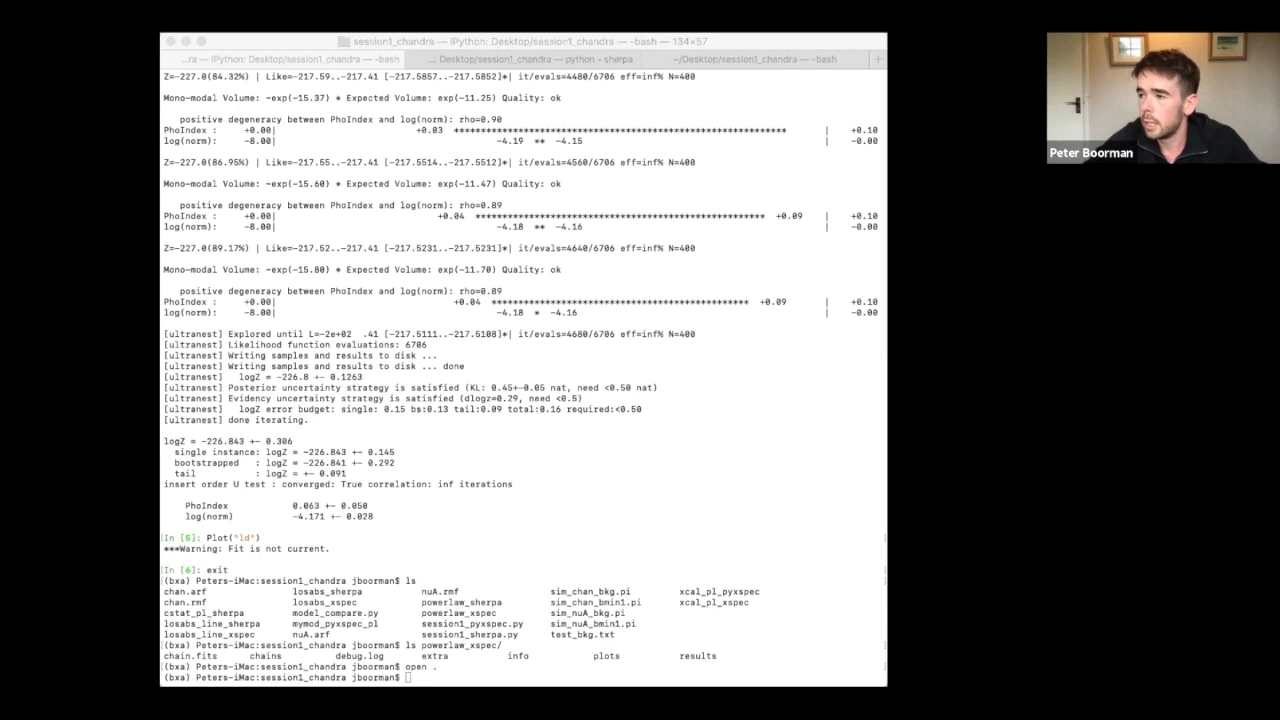 session1_chandra — IPython: Desktop/session1_chandra — -bash — 134×57
...ra — IPython: Desktop/session1_chandra — -bash ...: Desktop/session1_chandra — python - sherpa ~/Desktop/session1_chandra — -bash +
Z=-227.0(84.32%) | Like=-217.59..-217.41 [-217.5857..-217.5852]*| it/evals=4480/6706 eff=inf% N=400
Mono-modal Volume: ~exp(-15.37) * Expected Volume: exp(-11.25) Quality: ok
positive degeneracy between PhoIndex and log(norm): rho=0.90
PhoIndex : +0.00| +0.03 ************************************************************** | +0.10
log(norm): -8.00| -4.19 ** -4.15 | -0.00
Z=-227.0(86.95%) | Like=-217.55..-217.41 [-217.5514..-217.5512]*| it/evals=4560/6706 eff=inf% N=400
Mono-modal Volume: ~exp(-15.60) * Expected Volume: exp(-11.47) Quality: ok
positive degeneracy between PhoIndex and log(norm): rho=0.89
PhoIndex : +0.00| +0.04 ****************************************************** +0.09 | +0.10
log(norm): -8.00| -4.18 ** -4.16 | -0.00
Z=-227.0(89.17%) | Like=-217.52..-217.41 [-217.5231..-217.5231]*| it/evals=4640/6706 eff=inf% N=400
Mono-modal Volume: ~exp(-15.80) * Expected Volume: exp(-11.70) Quality: ok
positive degeneracy between PhoIndex and log(norm): rho=0.89
PhoIndex : +0.00| +0.04 ************************************************ +0.09 | +0.10
log(norm): -8.00| -4.18 * -4.16 | -0.00
[ultranest] Explored until L=-2e+02 .41 [-217.5111..-217.5108]*| it/evals=4680/6706 eff=inf% N=400
[ultranest] Likelihood function evaluations: 6706
[ultranest] Writing samples and results to disk ...
[ultranest] Writing samples and results to disk ... done
[ultranest] logZ = -226.8 +- 0.1263
[ultranest] Posterior uncertainty strategy is satisfied (KL: 0.45+-0.05 nat, need <0.50 nat)
[ultranest] Evidency uncertainty strategy is satisfied (dlogz=0.29, need <0.5)
[ultranest] logZ error budget: single: 0.15 bs:0.13 tail:0.09 total:0.16 required:<0.50
[ultranest] done iterating.
logZ = -226.843 +- 0.306
single instance: logZ = -226.843 +- 0.145
bootstrapped : logZ = -226.841 +- 0.292
tail : logZ = +- 0.091
insert order U test : converged: True correlation: inf iterations
PhoIndex 0.063 +- 0.050
log(norm) -4.171 +- 0.028
[In [5]: Plot("ld")
***Warning: Fit is not current.
[In [6]: exit
[(bxa) Peters-iMac:session1_chandra jboorman$ ls
chan.arf losabs_sherpa nuA.rmf sim_chan_bkg.pi xcal_pl_pyxspec
chan.rmf losabs_xspec powerlaw_sherpa sim_chan_bmin1.pi xcal_pl_xspec
cstat_pl_sherpa model_compare.py powerlaw_xspec sim_nuA_bkg.pi
losabs_line_sherpa mymod_pyxspec_pl session1_pyxspec.py sim_nuA_bmin1.pi
losabs_line_xspec nuA.arf session1_sherpa.py test_bkg.txt
[(bxa) Peters-iMac:session1_chandra jboorman$ ls powerlaw_xspec/
chain.fits chains debug.log extra info plots results
[(bxa) Peters-iMac:session1_chandra jboorman$ open .
(bxa) Peters-iMac:session1_chandra jboorman$
Peter Boorman